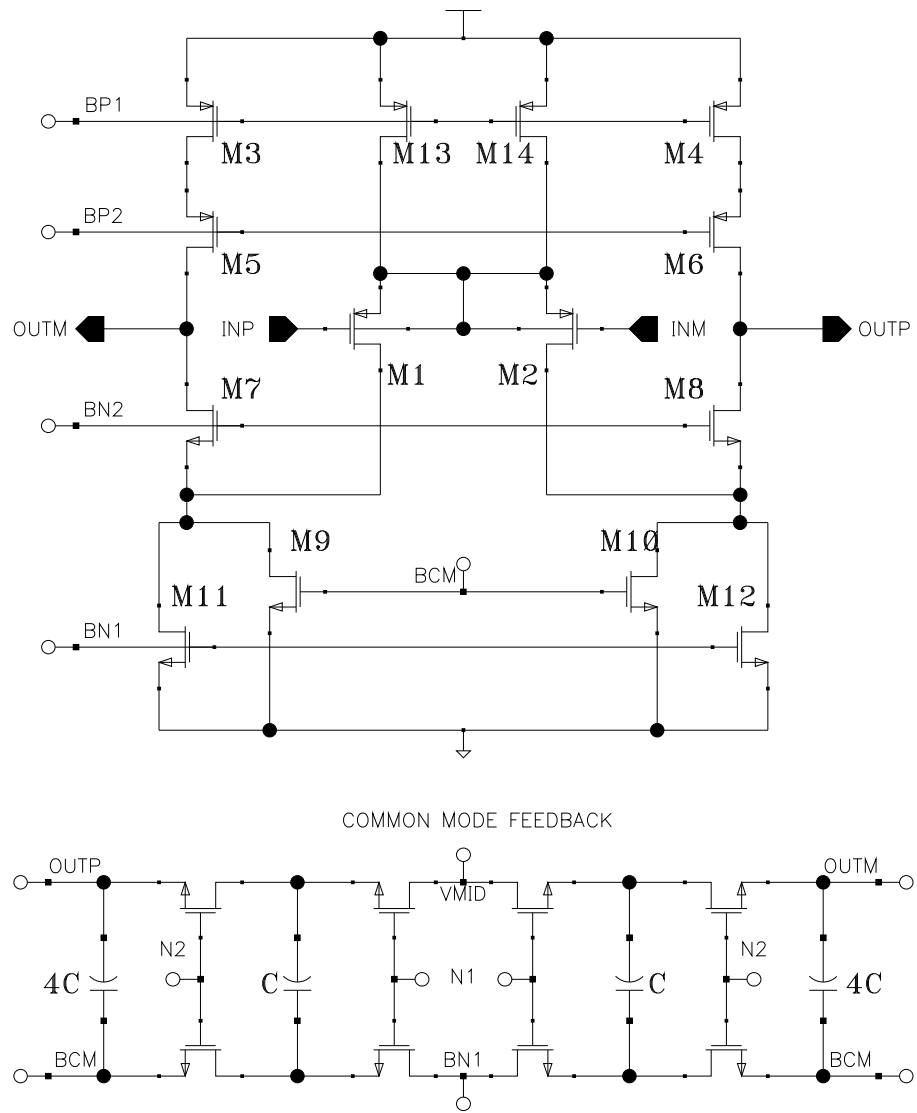 BP1
M3
M13
M14
M4
BP2
M5
M6
OUTM
INP
INM
OUTP
M1
M2
M7
M8
BN2
M9
M10
BCM
M11
M12
BN1
COMMON MODE FEEDBACK
OUTP
VMID
OUTM
N2
N1
N2
4C
C
C
4C
BCM
BN1
BCM